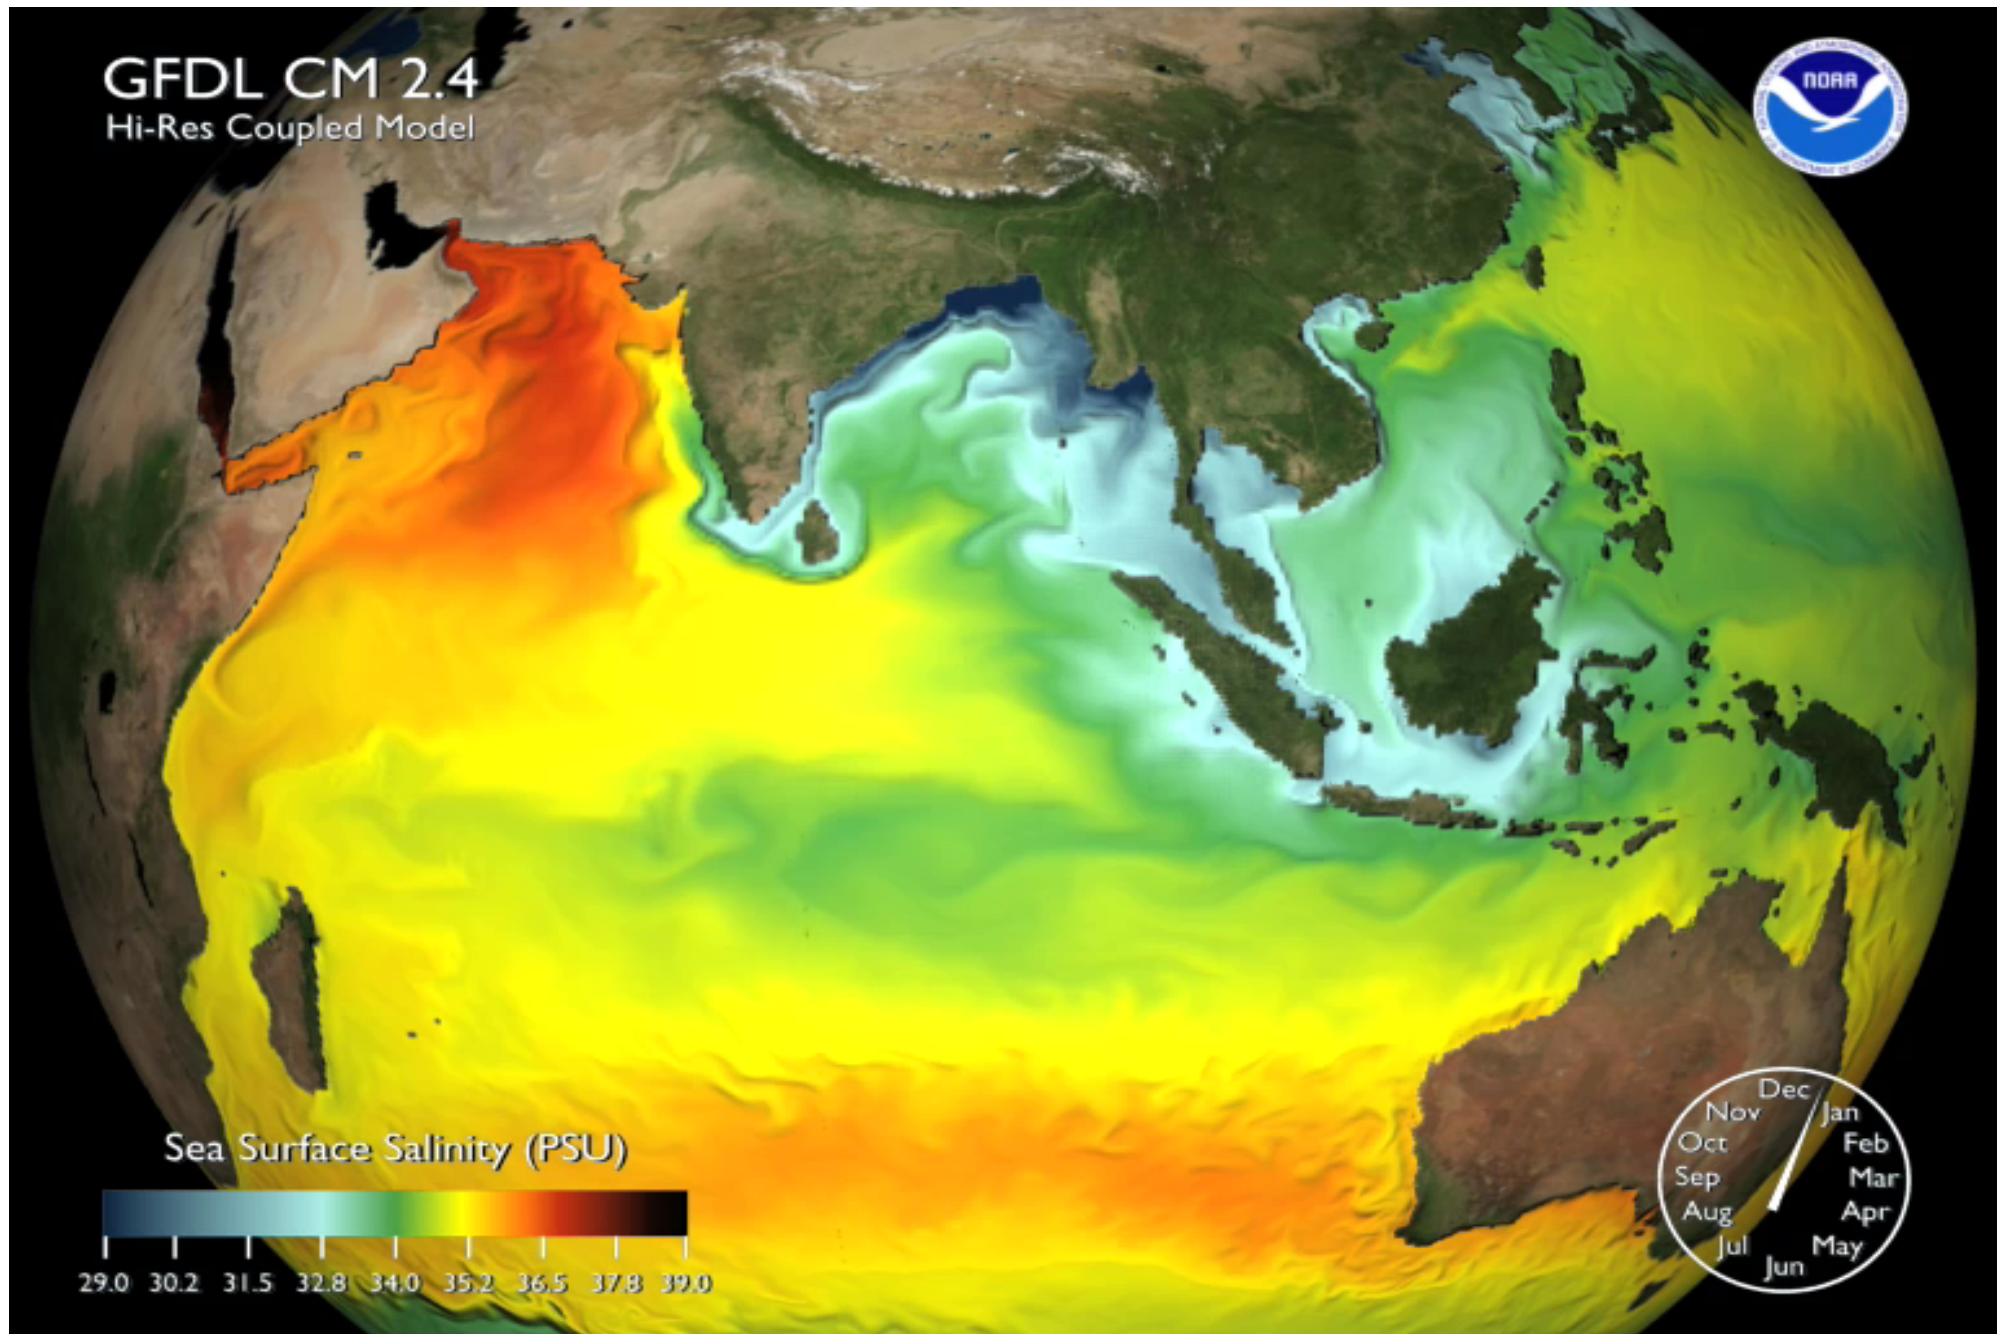 GFDL CM 2.4
Hi-Res Coupled Model
NOAA
Sea Surface Salinity (PSU)
29.0 30.2 31.5 32.8 34.0 35.2 36.5 37.8 39.0
Dec
Jan
Feb
Mar
Apr
May
Jun
Jul
Aug
Sep
Oct
Nov